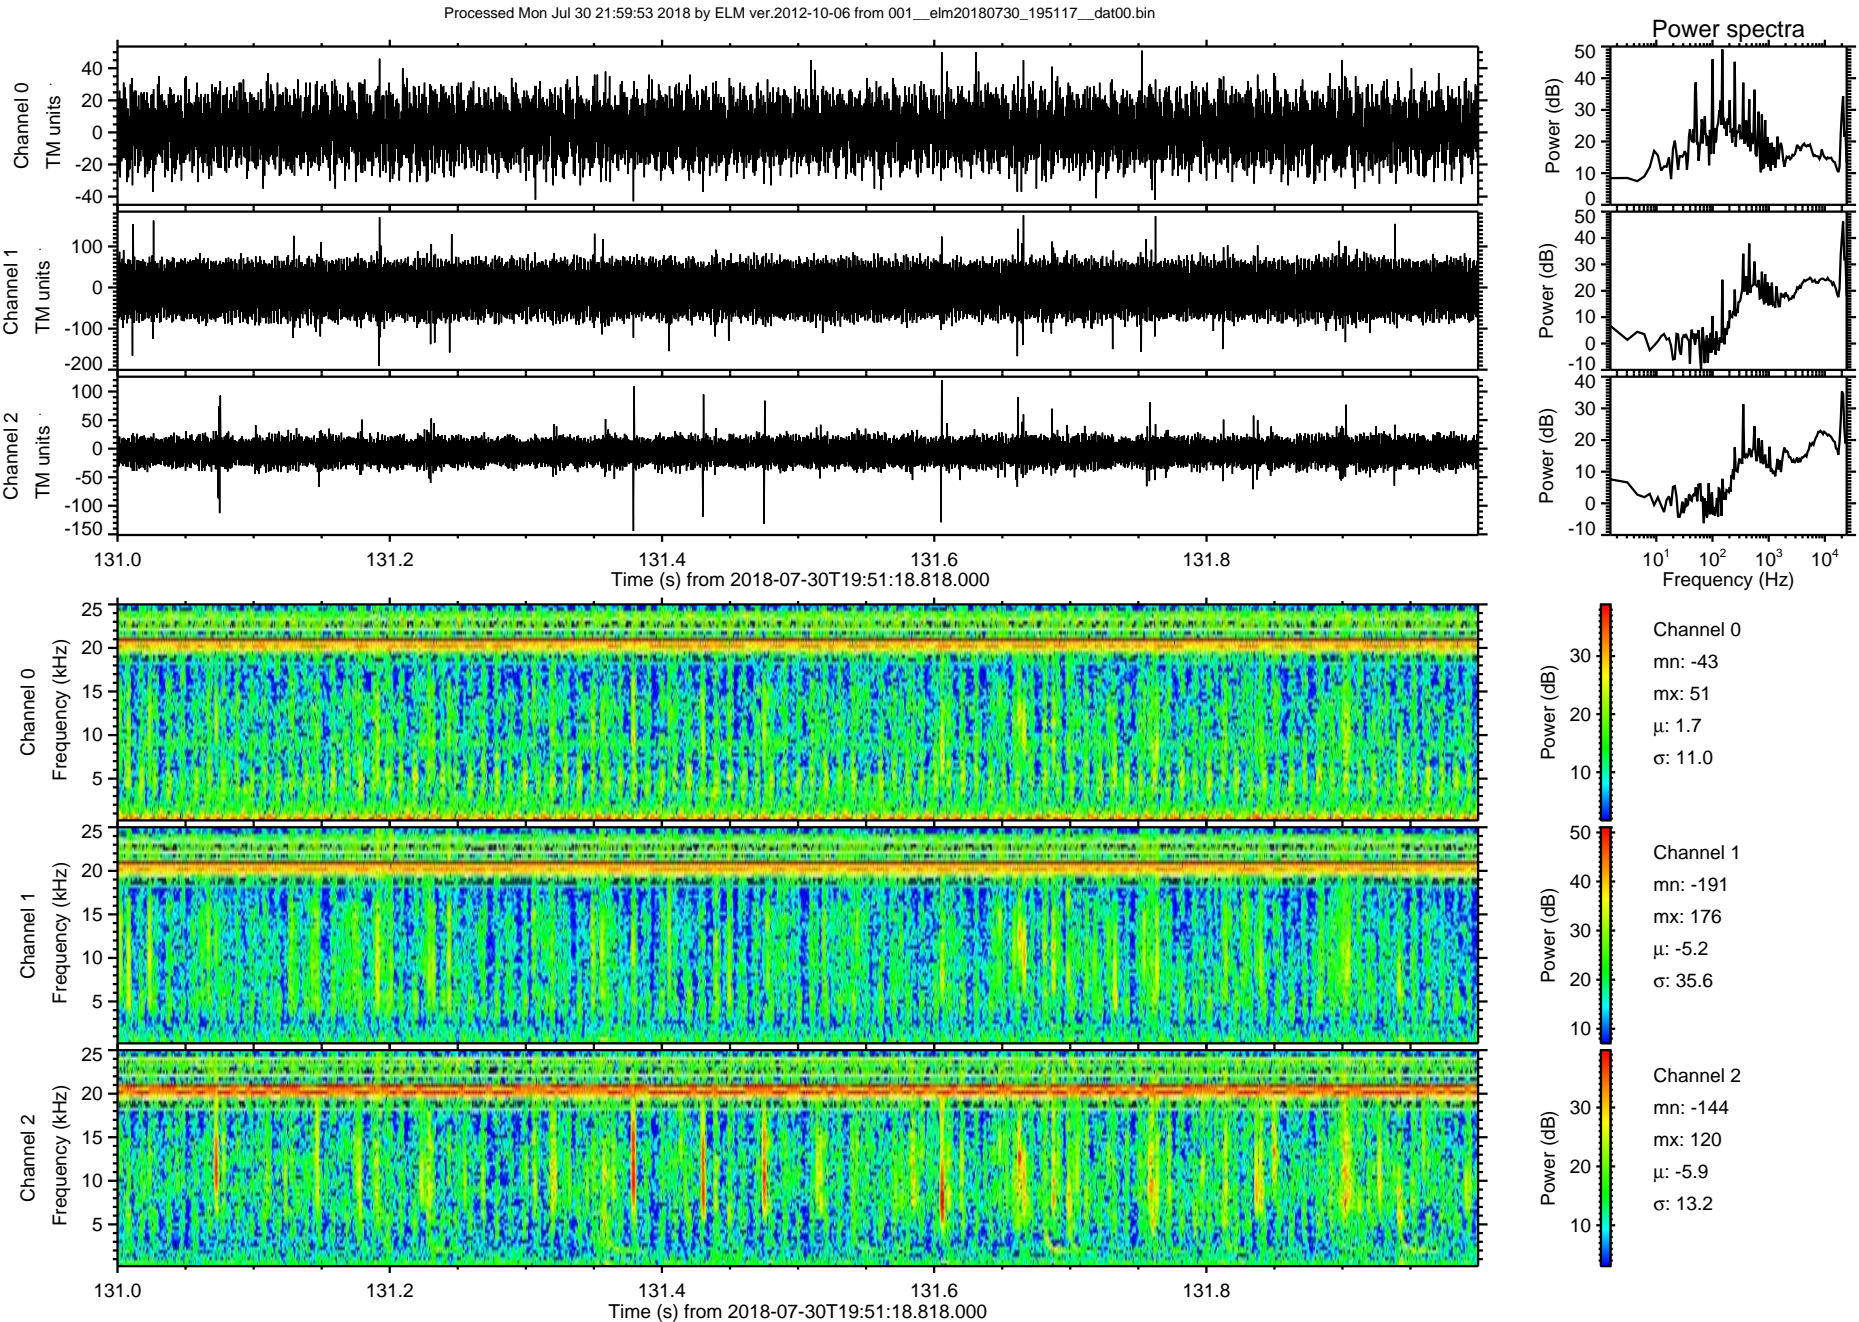 Processed Mon Jul 30 21:59:53 2018 by ELM ver.2012-10-06 from 001__elm20180730_195117__dat00.bin
Power spectra
Channel 0
TM units
40
20
0
-20
-40
Power (dB)
50
40
30
20
10
0
Channel 1
TM units
100
0
-100
-200
Power (dB)
50
40
30
20
10
0
-10
Channel 2
TM units
100
50
0
-50
-100
-150
Power (dB)
40
30
20
10
0
-10
131.0 131.2 131.4 131.6 131.8
Time (s) from 2018-07-30T19:51:18.818.000
10¹ 10² 10³ 10⁴
Frequency (Hz)
Channel 0
Frequency (kHz)
25
20
15
10
5
Power (dB)
30
20
10
Channel 0
mn: -43
mx: 51
μ: 1.7
σ: 11.0
Channel 1
Frequency (kHz)
25
20
15
10
5
Power (dB)
50
40
30
20
10
Channel 1
mn: -191
mx: 176
μ: -5.2
σ: 35.6
Channel 2
Frequency (kHz)
25
20
15
10
5
Power (dB)
30
20
10
Channel 2
mn: -144
mx: 120
μ: -5.9
σ: 13.2
131.0 131.2 131.4 131.6 131.8
Time (s) from 2018-07-30T19:51:18.818.000